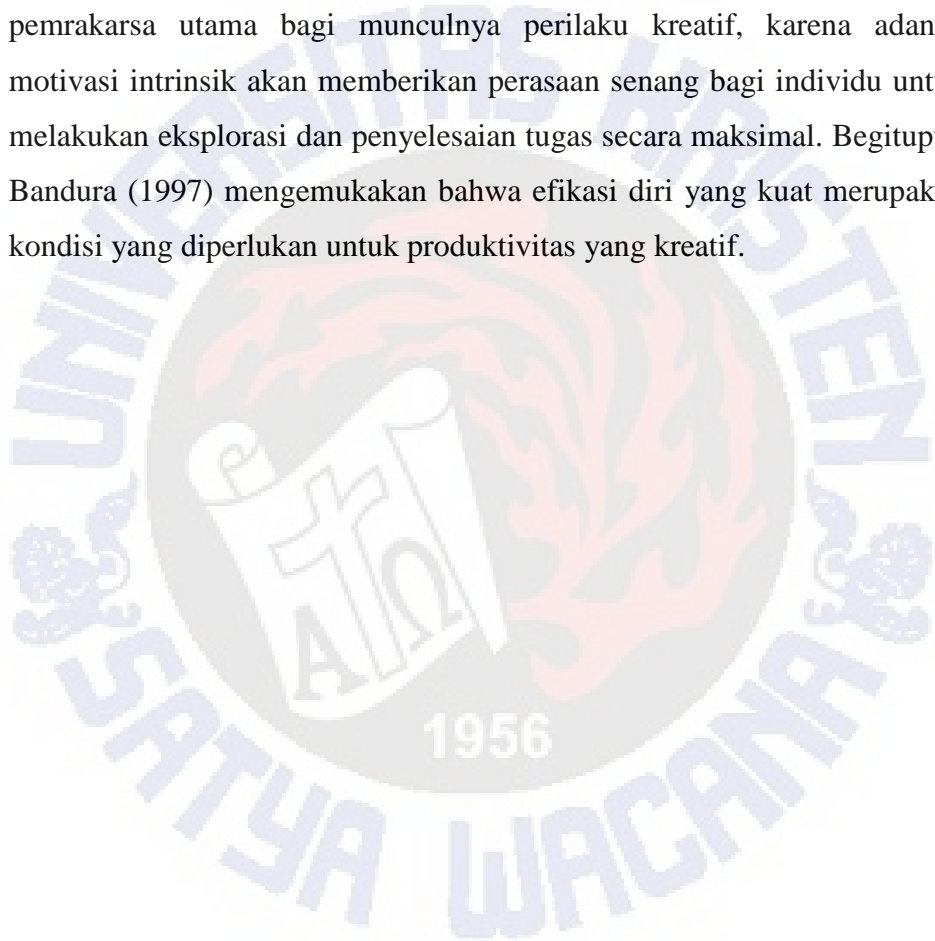 pemrakarsa utama bagi munculnya perilaku kreatif, karena adan
motivasi intrinsik akan memberikan perasaan senang bagi individu unt
melakukan eksplorasi dan penyelesaian tugas secara maksimal. Begitup
Bandura (1997) mengemukakan bahwa efikasi diri yang kuat merupak
kondisi yang diperlukan untuk produktivitas yang kreatif.
UNIVERSITAS KRISTEN
Α Ω
1956
SATYA WACANA